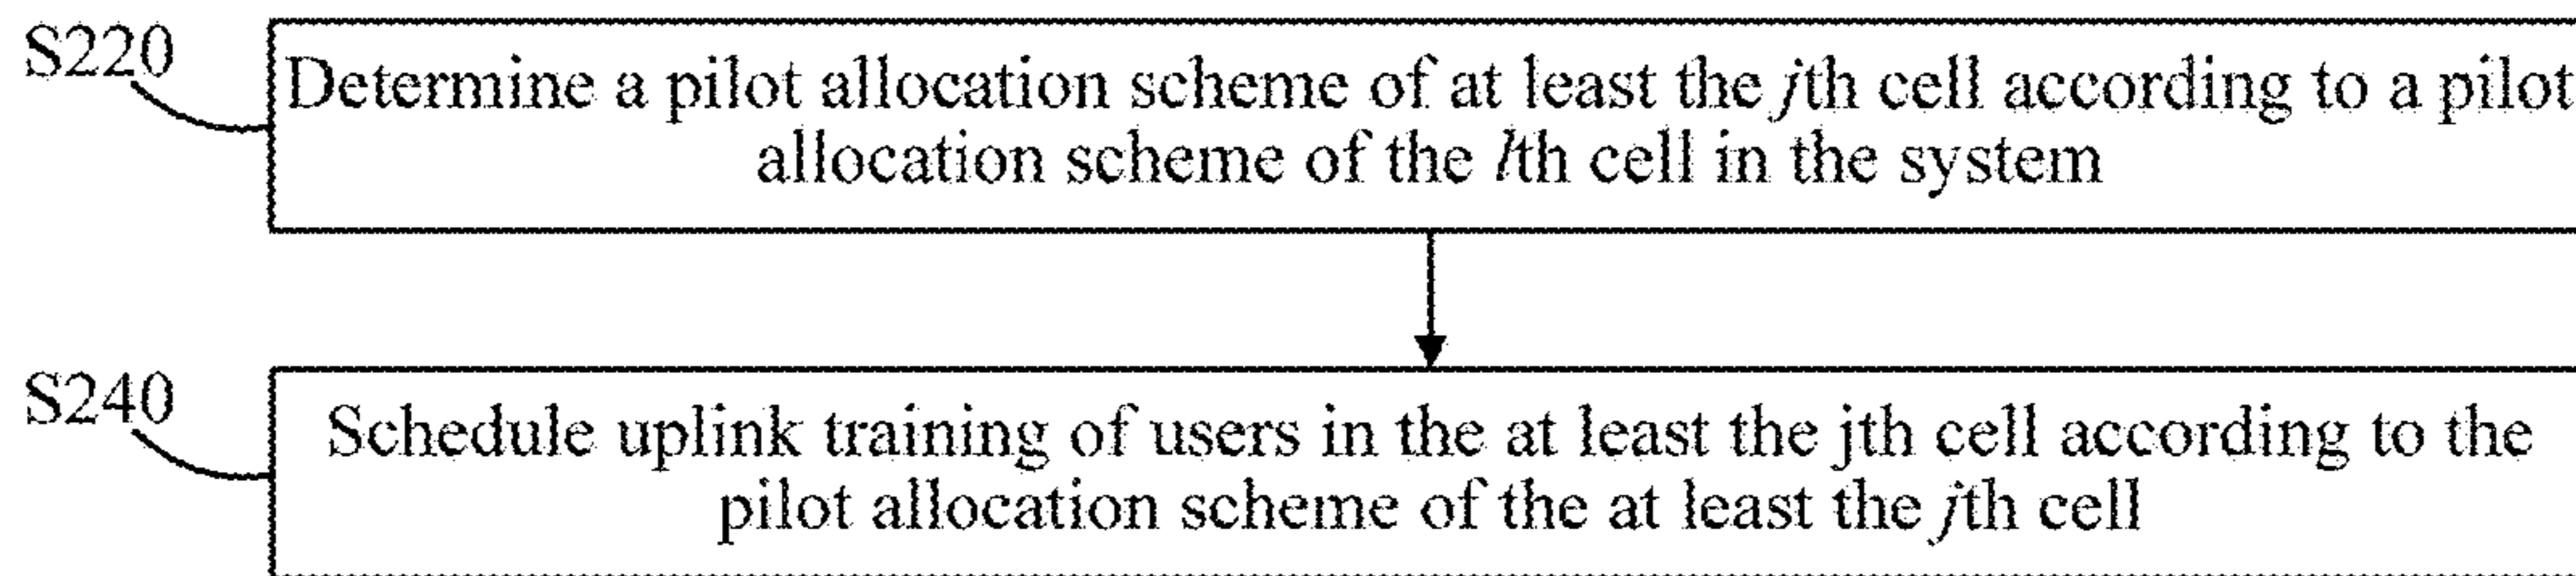 S220
Determine a pilot allocation scheme of at least the jth cell according to a pilot
allocation scheme of the lth cell in the system
S240
Schedule uplink training of users in the at least the jth cell according to the
pilot allocation scheme of the at least the jth cell